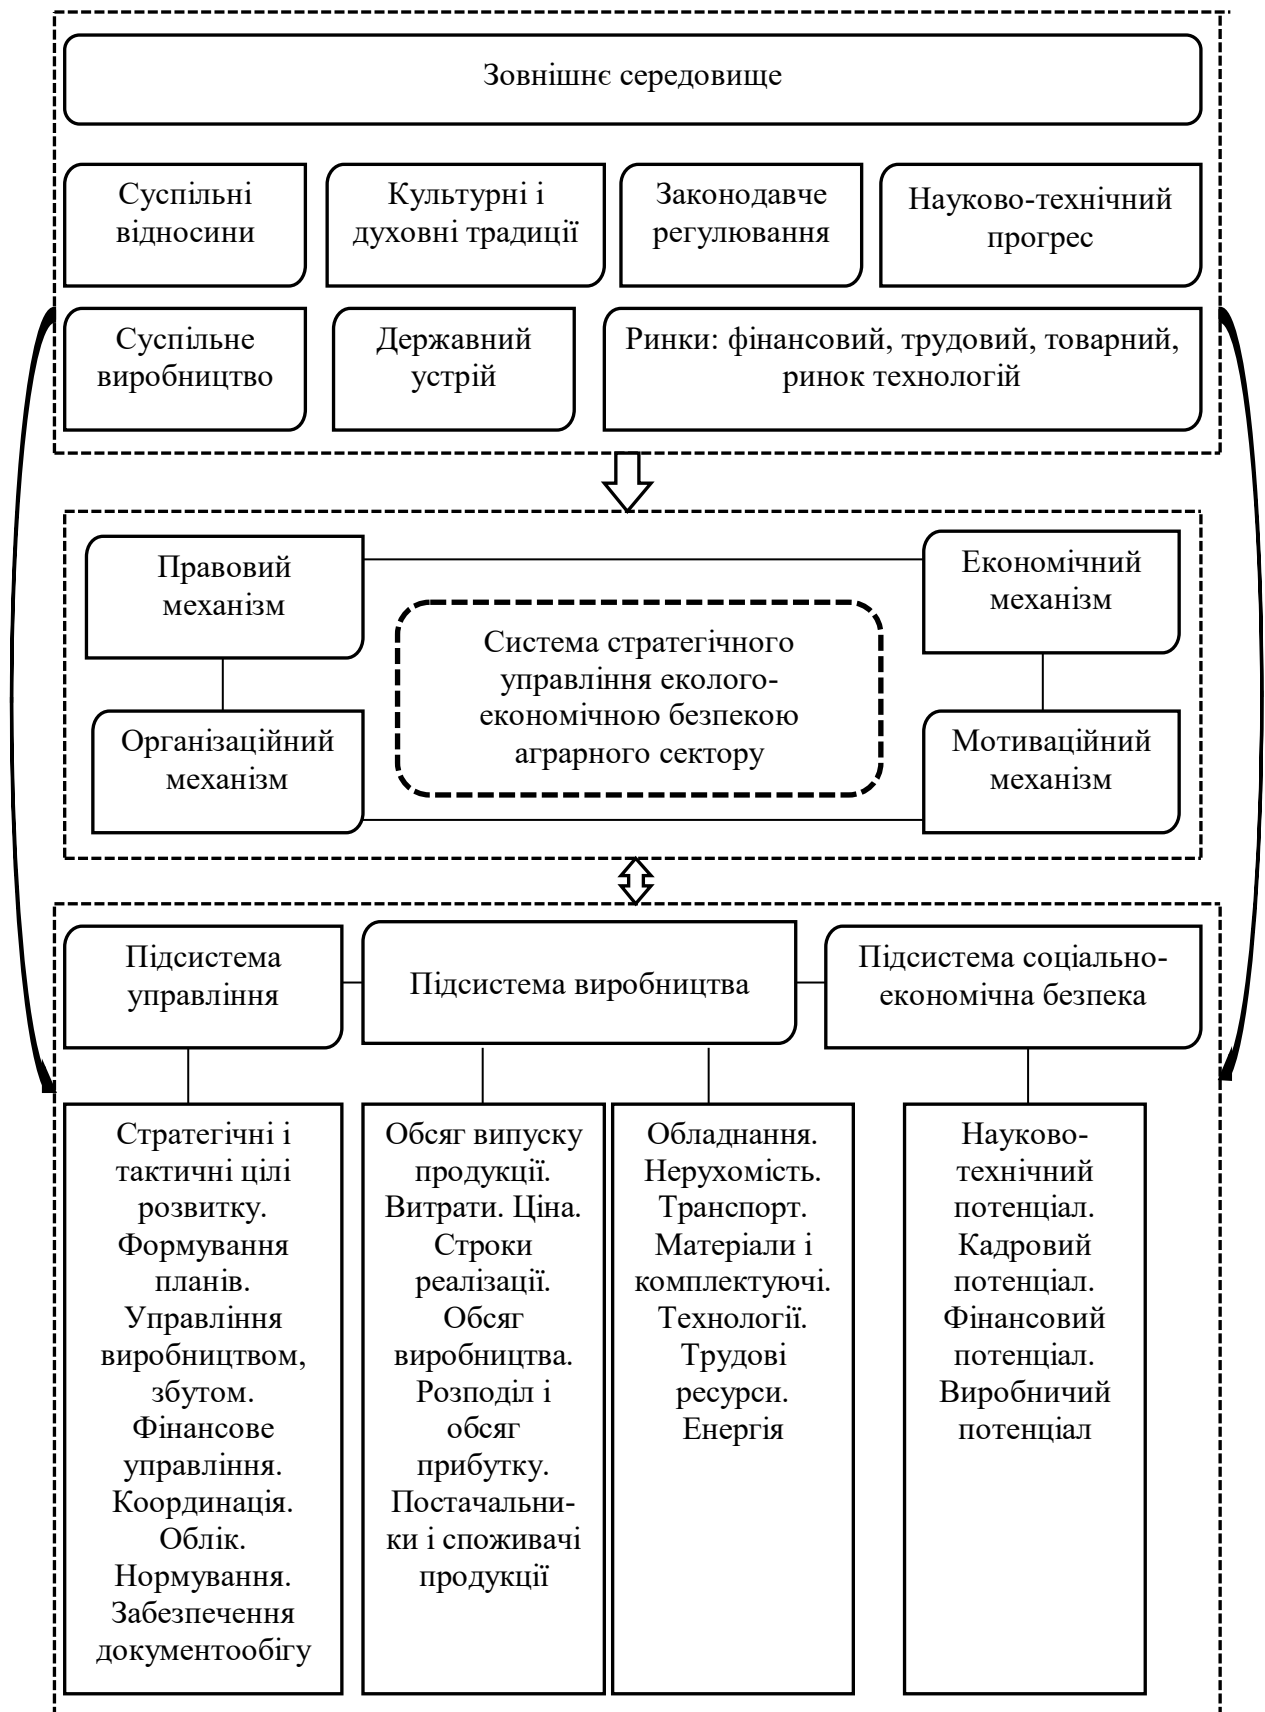 Зовнішнє середовище
Суспільні
відносини
Культурні і
духовні традиції
Законодавче
регулювання
Науково-технічний
прогрес
Суспільне
виробництво
Державний
устрій
Ринки: фінансовий, трудовий, товарний,
ринок технологій
Правовий
механізм
Економічний
механізм
Система стратегічного
управління еколого-
економічною безпекою
аграрного сектору
Організаційний
механізм
Мотиваційний
механізм
Підсистема
управління
Підсистема виробництва
Підсистема соціально-
економічна безпека
Стратегічні і
тактичні цілі
розвитку.
Формування
планів.
Управління
виробництвом,
збутом.
Фінансове
управління.
Координація.
Облік.
Нормування.
Забезпечення
документообігу
Обсяг випуску
продукції.
Витрати. Ціна.
Строки
реалізації.
Обсяг
виробництва.
Розподіл і
обсяг
прибутку.
Постачальни-
ки і споживачі
продукції
Обладнання.
Нерухомість.
Транспорт.
Матеріали і
комплектуючі.
Технології.
Трудові
ресурси.
Енергія
Науково-
технічний
потенціал.
Кадровий
потенціал.
Фінансовий
потенціал.
Виробничий
потенціал